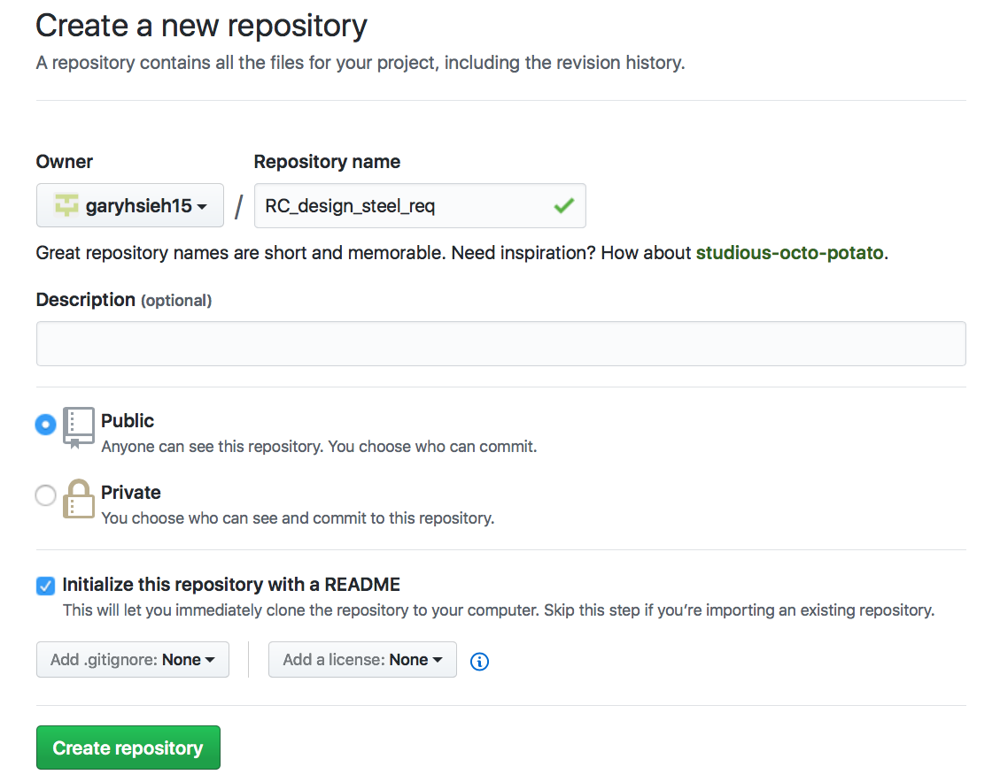 Create a new repository
A repository contains all the files for your project, including the revision history.
Owner
Repository name
garyhsieh15 / RC_design_steel_req
Great repository names are short and memorable. Need inspiration? How about studious-octo-potato.
Description (optional)
Public
Anyone can see this repository. You choose who can commit.
Private
You choose who can see and commit to this repository.
Initialize this repository with a README
This will let you immediately clone the repository to your computer. Skip this step if you’re importing an existing repository.
Add .gitignore: None
Add a license: None
Create repository